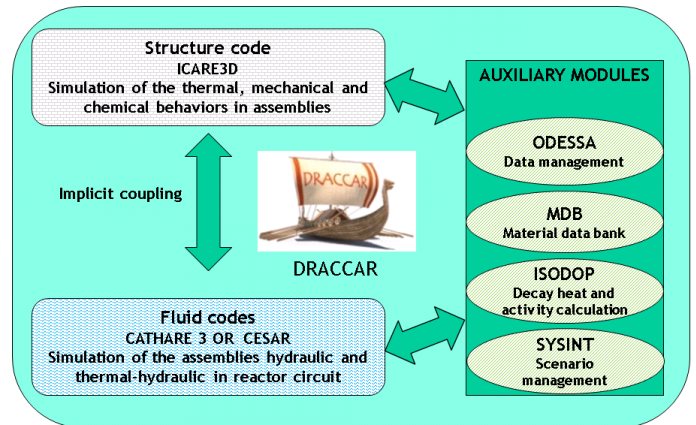 Structure code
ICARE3D
Simulation of the thermal, mechanical and
chemical behaviors in assemblies
Implicit coupling
DRACCAR
DRACCAR
Fluid codes
CATHARE 3 OR CESAR
Simulation of the assemblies hydraulic and
thermal-hydraulic in reactor circuit
AUXILIARY MODULES
ODESSA
Data management
MDB
Material data bank
ISODOP
Decay heat and
activity calculation
SYSINT
Scenario
management